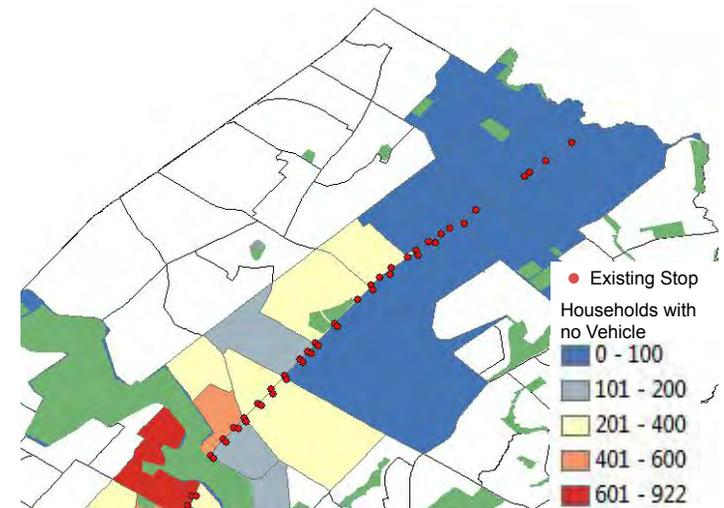 Existing Stop
Households with
no Vehicle
0 - 100
101 - 200
201 - 400
401 - 600
601 - 922